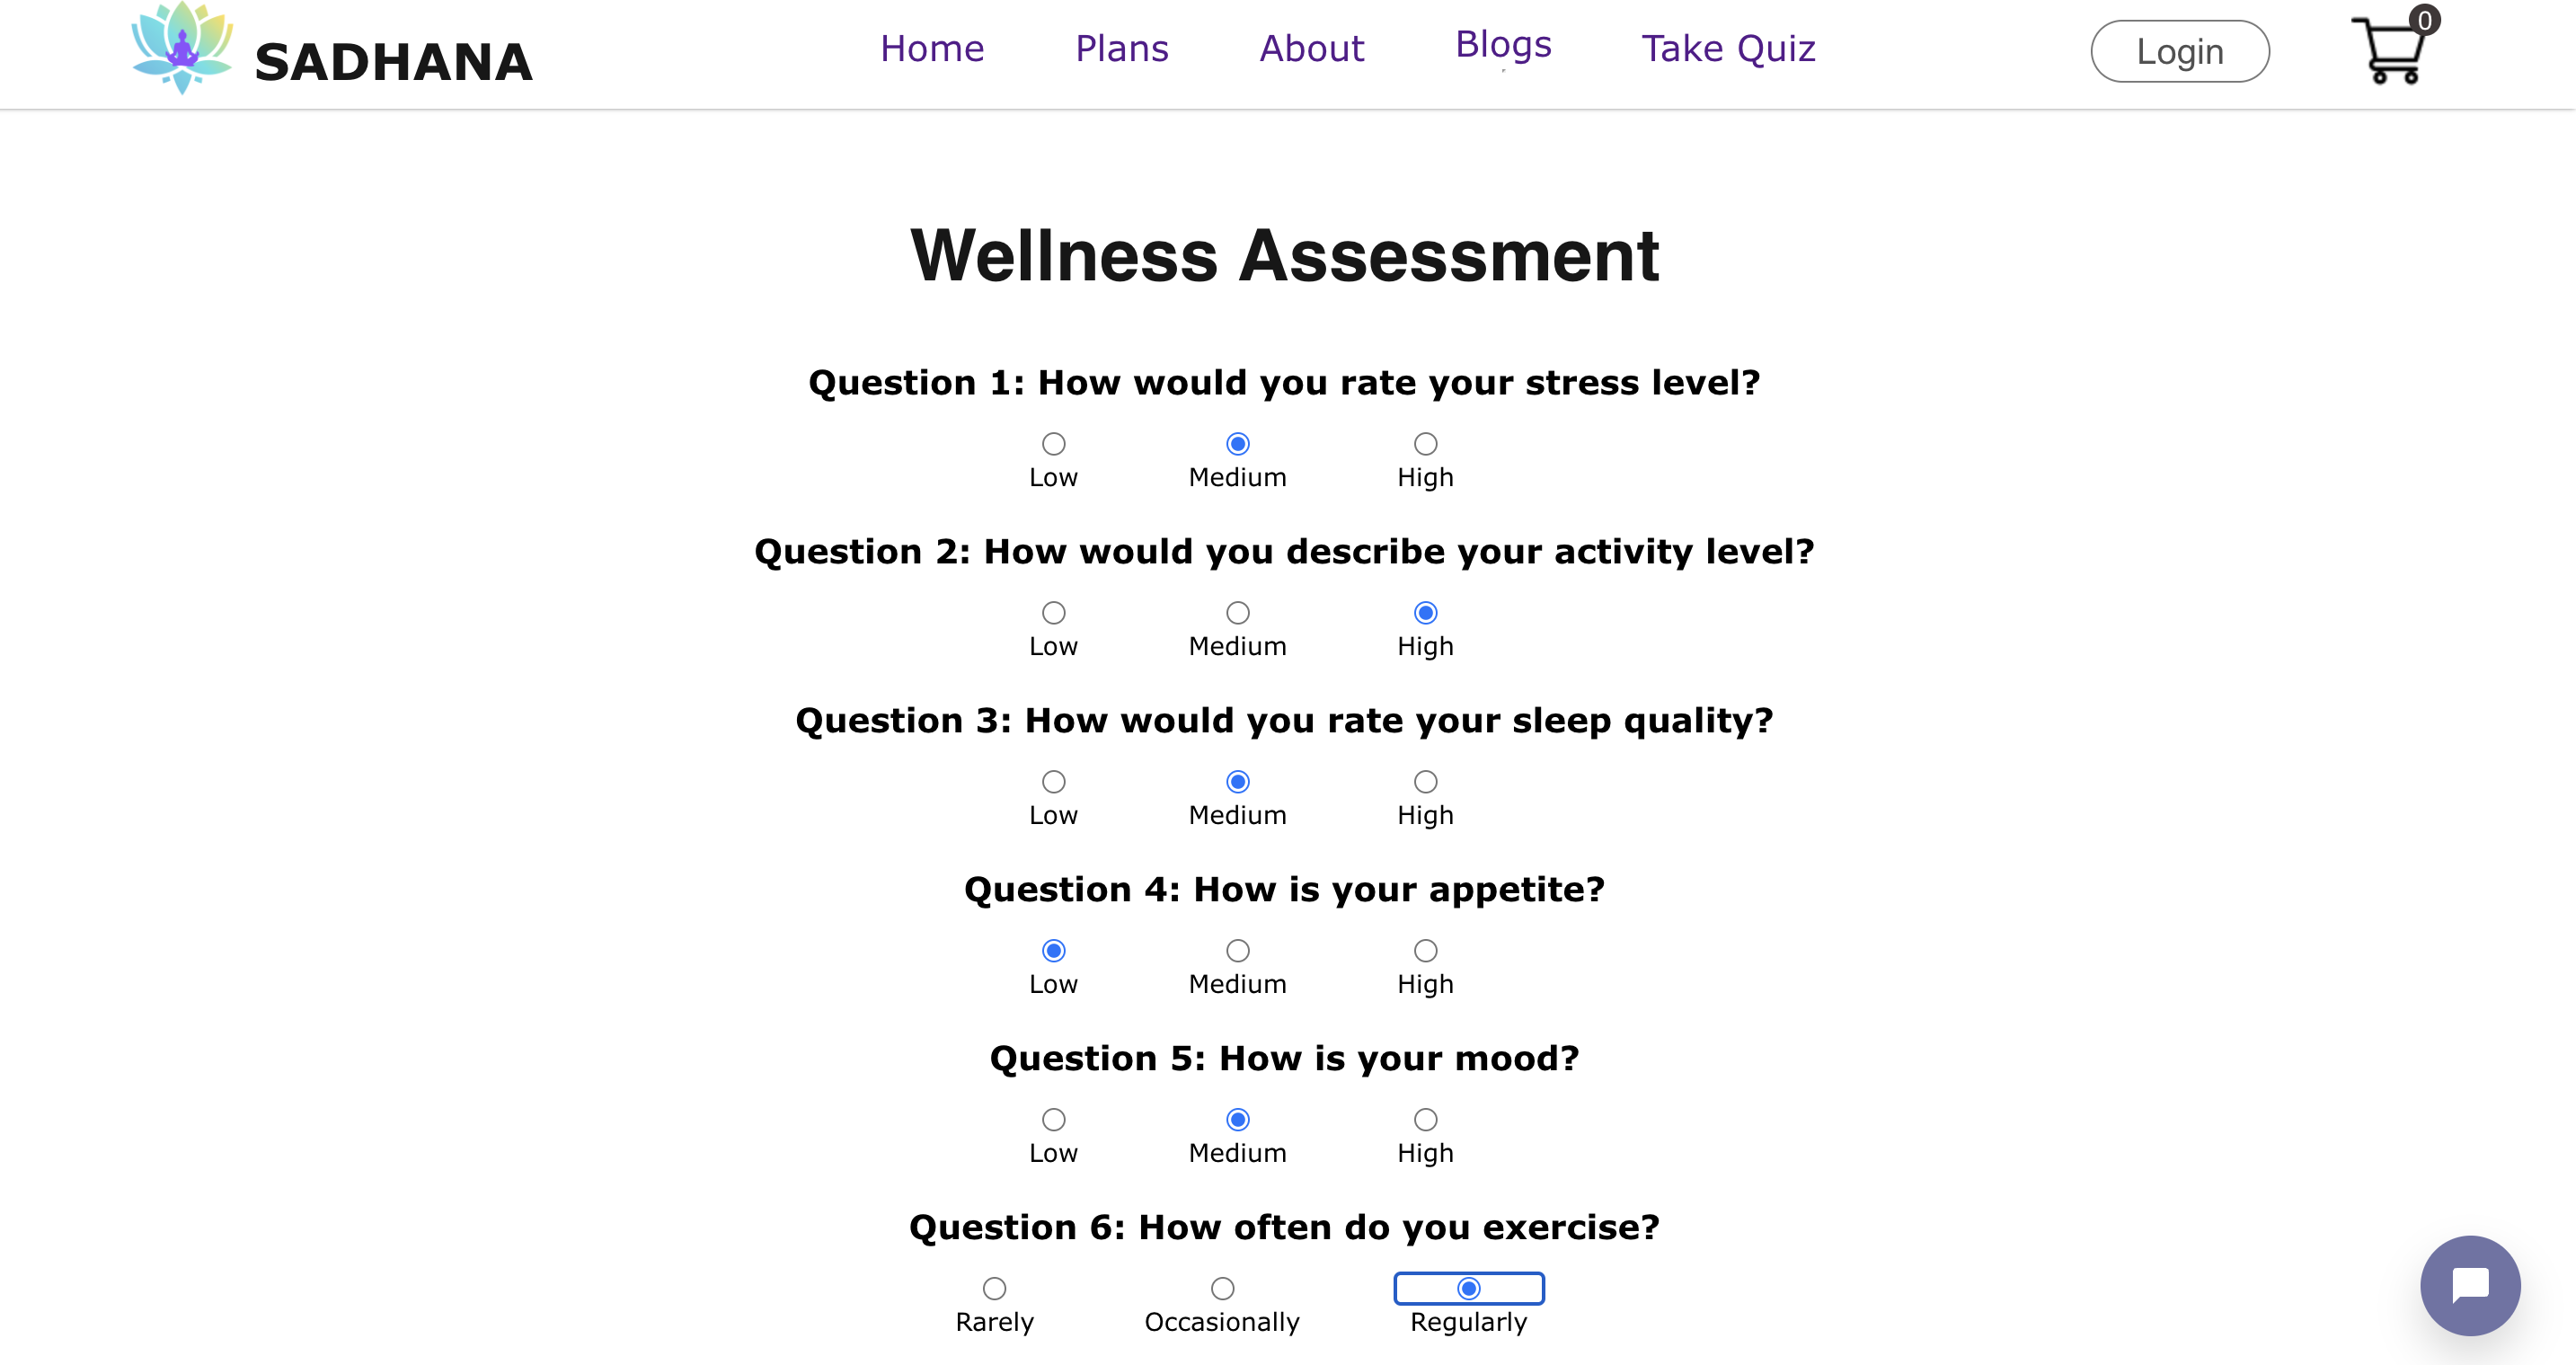 SADHANA
Home Plans About Blogs Take Quiz
Login
0
Wellness Assessment
Question 1: How would you rate your stress level?
Low Medium High
Question 2: How would you describe your activity level?
Low Medium High
Question 3: How would you rate your sleep quality?
Low Medium High
Question 4: How is your appetite?
Low Medium High
Question 5: How is your mood?
Low Medium High
Question 6: How often do you exercise?
Rarely Occasionally Regularly